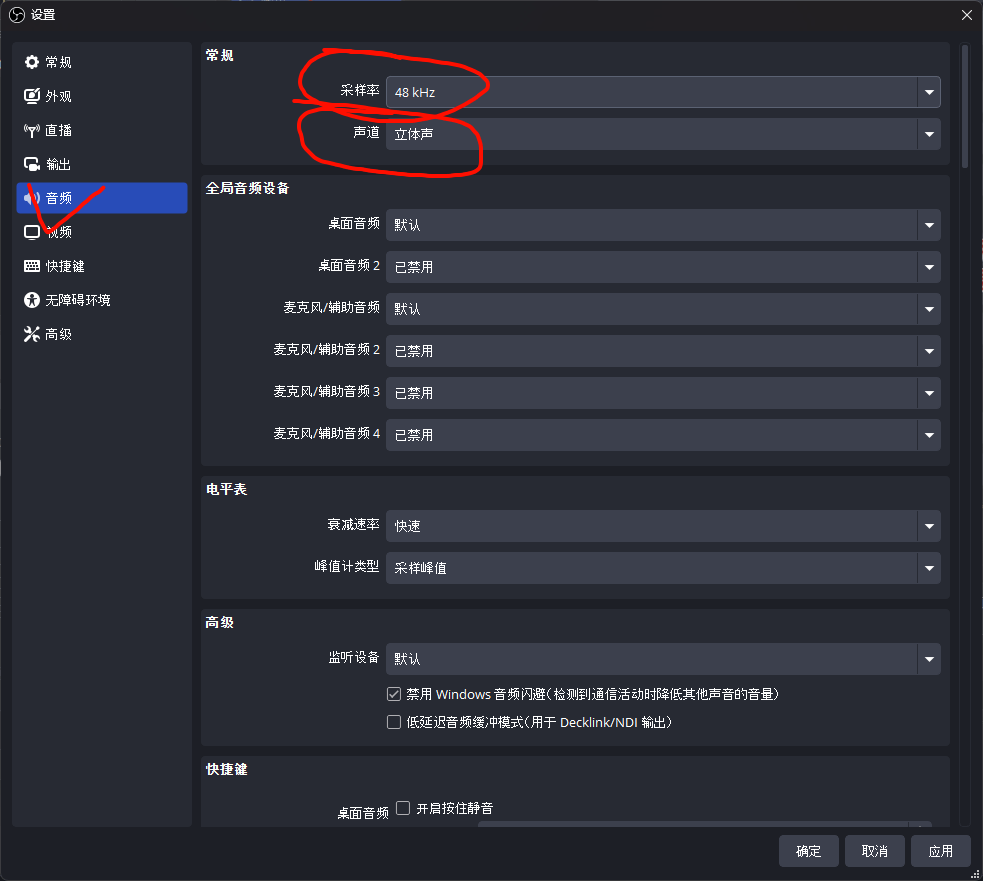 设置
常规
外观
直播
输出
音频
视频
快捷键
无障碍环境
高级
常规
采样率 48 kHz
声道 立体声
全局音频设备
桌面音频 默认
桌面音频 2 已禁用
麦克风/辅助音频 默认
麦克风/辅助音频 2 已禁用
麦克风/辅助音频 3 已禁用
麦克风/辅助音频 4 已禁用
电平表
衰减速率 快速
峰值计类型 采样峰值
高级
监听设备 默认
禁用 Windows 音频闪避(检测到通信活动时降低其他声音的音量)
低延迟音频缓冲模式(用于 Decklink/NDI 输出)
快捷键
桌面音频 开启按住静音
确定 取消 应用